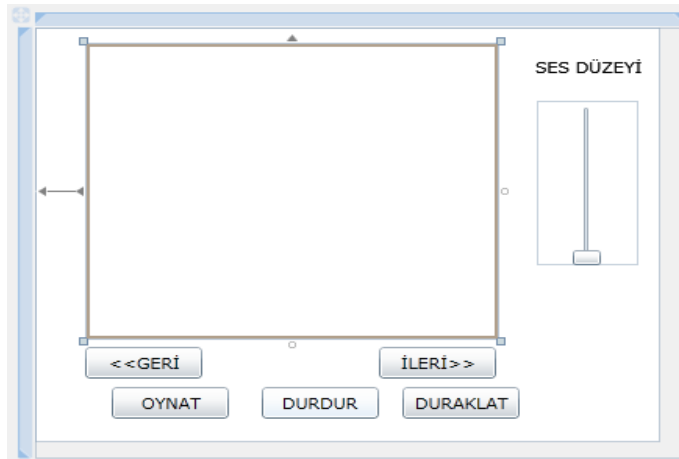 SES DÜZEYİ
<<GERİ
İLERİ>>
OYNAT
DURDUR
DURAKLAT